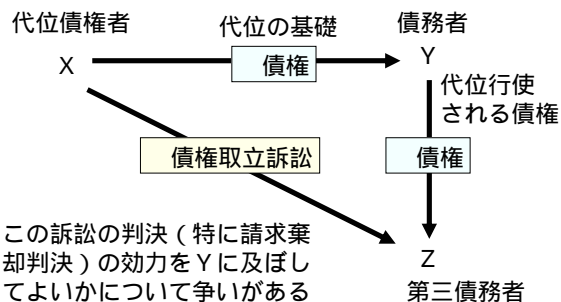 代位債権者
代位の基礎
債務者
X
債権
Y
代位行使
される債権
債権取立訴訟
債権
この訴訟の判決(特に請求棄
却判決)の効力をYに及ぼし
てよいかについて争いがある
Z
第三債務者